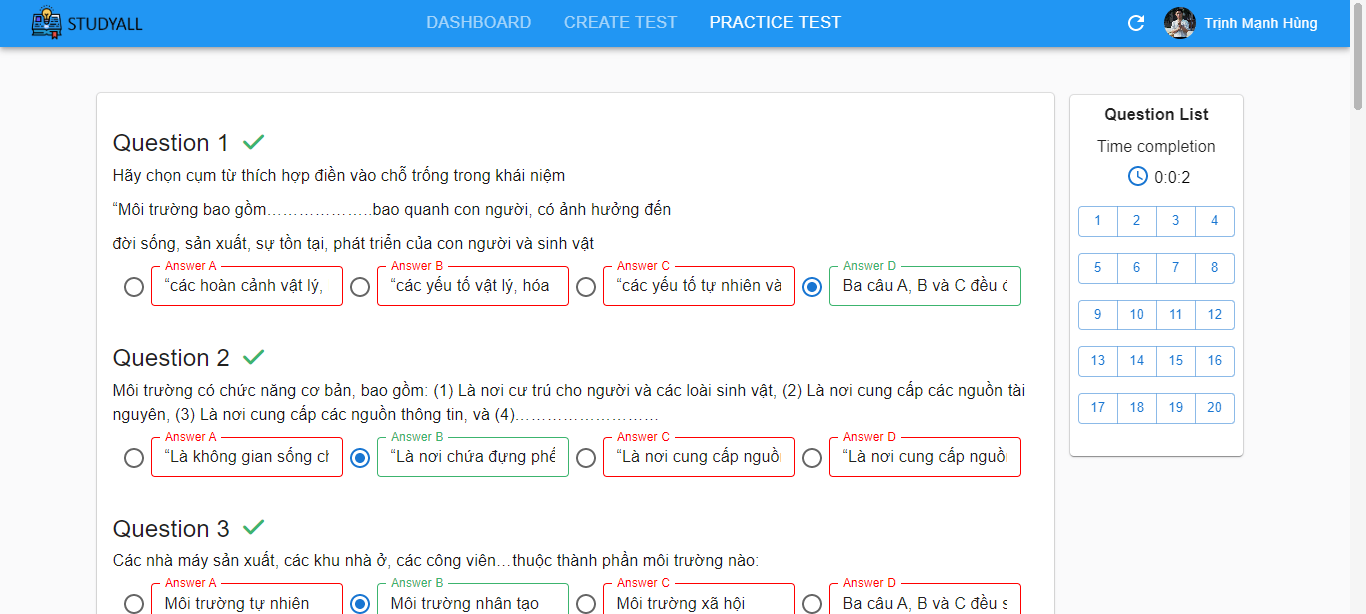 STUDYALL
DASHBOARD
CREATE TEST
PRACTICE TEST
Trịnh Mạnh Hùng
Question 1
Hãy chọn cụm từ thích hợp điền vào chỗ trống trong khái niệm
“Môi trường bao gồm………………..bao quanh con người, có ảnh hưởng đến
đời sống, sản xuất, sự tồn tại, phát triển của con người và sinh vật
Answer A
“các hoàn cảnh vật lý,
Answer B
“các yếu tố vật lý, hóa
Answer C
“các yếu tố tự nhiên và
Answer D
Ba câu A, B và C đều
Question 2
Môi trường có chức năng cơ bản, bao gồm: (1) Là nơi cư trú cho người và các loài sinh vật, (2) Là nơi cung cấp các nguồn tài
nguyên, (3) Là nơi cung cấp các nguồn thông tin, và (4)………………………
Answer A
“Là không gian sống
Answer B
“Là nơi chứa đựng
Answer C
“Là nơi cung cấp
Answer D
“Là nơi cung cấp
Question 3
Các nhà máy sản xuất, các khu nhà ở, các công viên…thuộc thành phần môi trường nào:
Answer A
Môi trường tự nhiên
Answer B
Môi trường nhân tạo
Answer C
Môi trường xã hội
Answer D
Ba câu A, B và C đều
Question List
Time completion
0:0:2
1 2 3 4
5 6 7 8
9 10 11 12
13 14 15 16
17 18 19 20